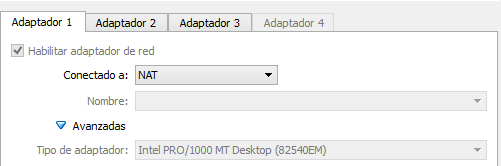 Adaptador 1 Adaptador 2 Adaptador 3 Adaptador 4
Habilitar adaptador de red
Conectado a: NAT
Nombre:
Avanzadas
Tipo de adaptador: Intel PRO/1000 MT Desktop (82540EM)